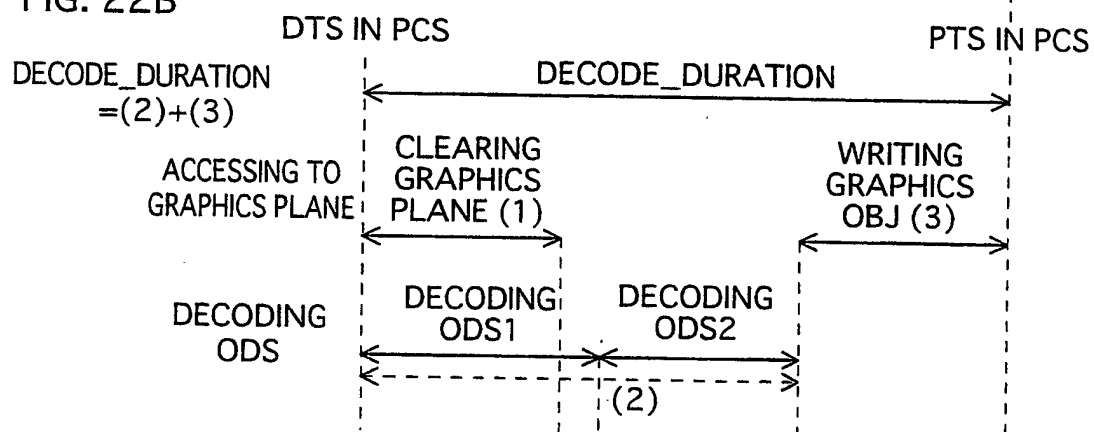 FIG. 22B
DTS IN PCS
PTS IN PCS
DECODE_DURATION
=(2)+(3)
DECODE_DURATION
ACCESSING TO
GRAPHICS PLANE
CLEARING
GRAPHICS
PLANE (1)
WRITING
GRAPHICS
OBJ (3)
DECODING
ODS
DECODING
ODS1
DECODING
ODS2
(2)